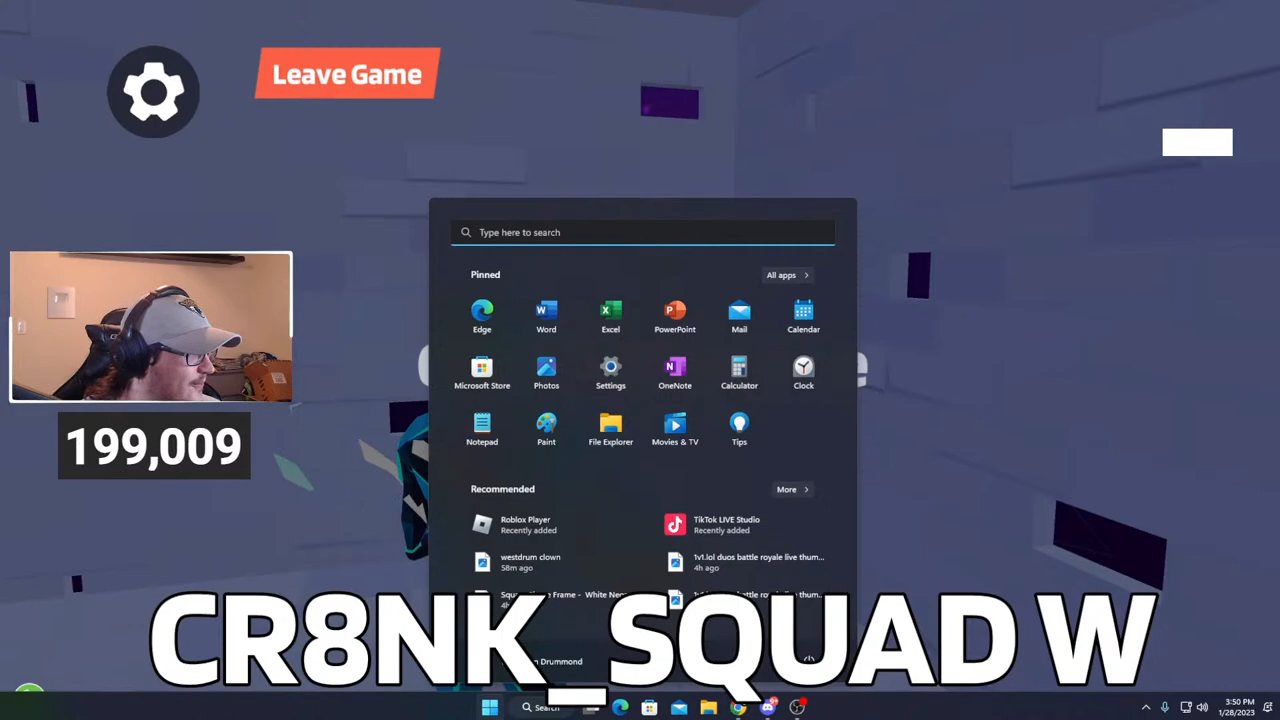 Leave Game
Type here to search
Pinned
All apps
Edge
Word
Excel
PowerPoint
Mail
Calendar
Microsoft Store
Photos
Settings
OneNote
Calculator
Clock
Notepad
Paint
File Explorer
Movies & TV
Tips
199,009
Recommended
More
Roblox Player
Recently added
TikTok LIVE Studio
Recently added
westdrum clown
58m ago
1v1.lol duos battle royale live thum...
4h ago
Frame - White
CR8NK_SQUAD W
Drummond
Search
3:50 PM
1/28/2023